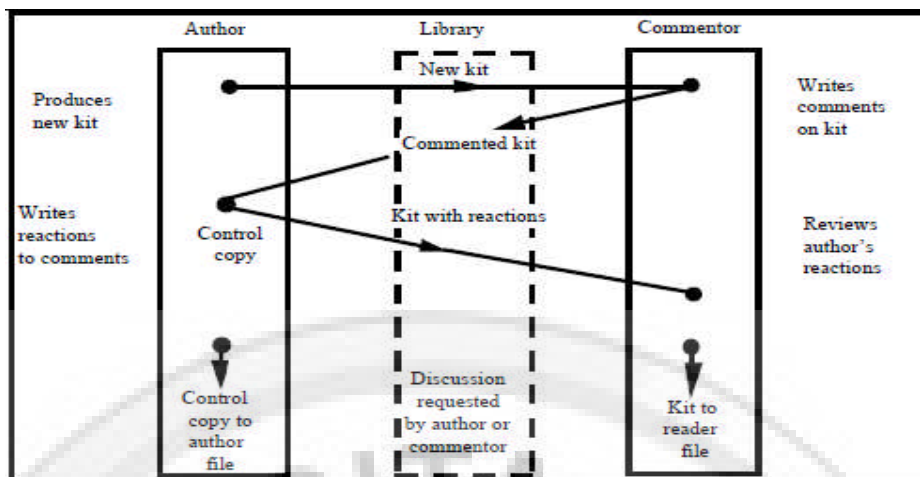 Author
Library
Commentor
New kit
Produces
new kit
Writes
comments
on kit
Commented kit
Writes
reactions
to comments
Control
copy
Kit with reactions
Reviews
author's
reactions
Control
copy to
author
file
Discussion
requested
by author or
commentor
Kit to
reader
file